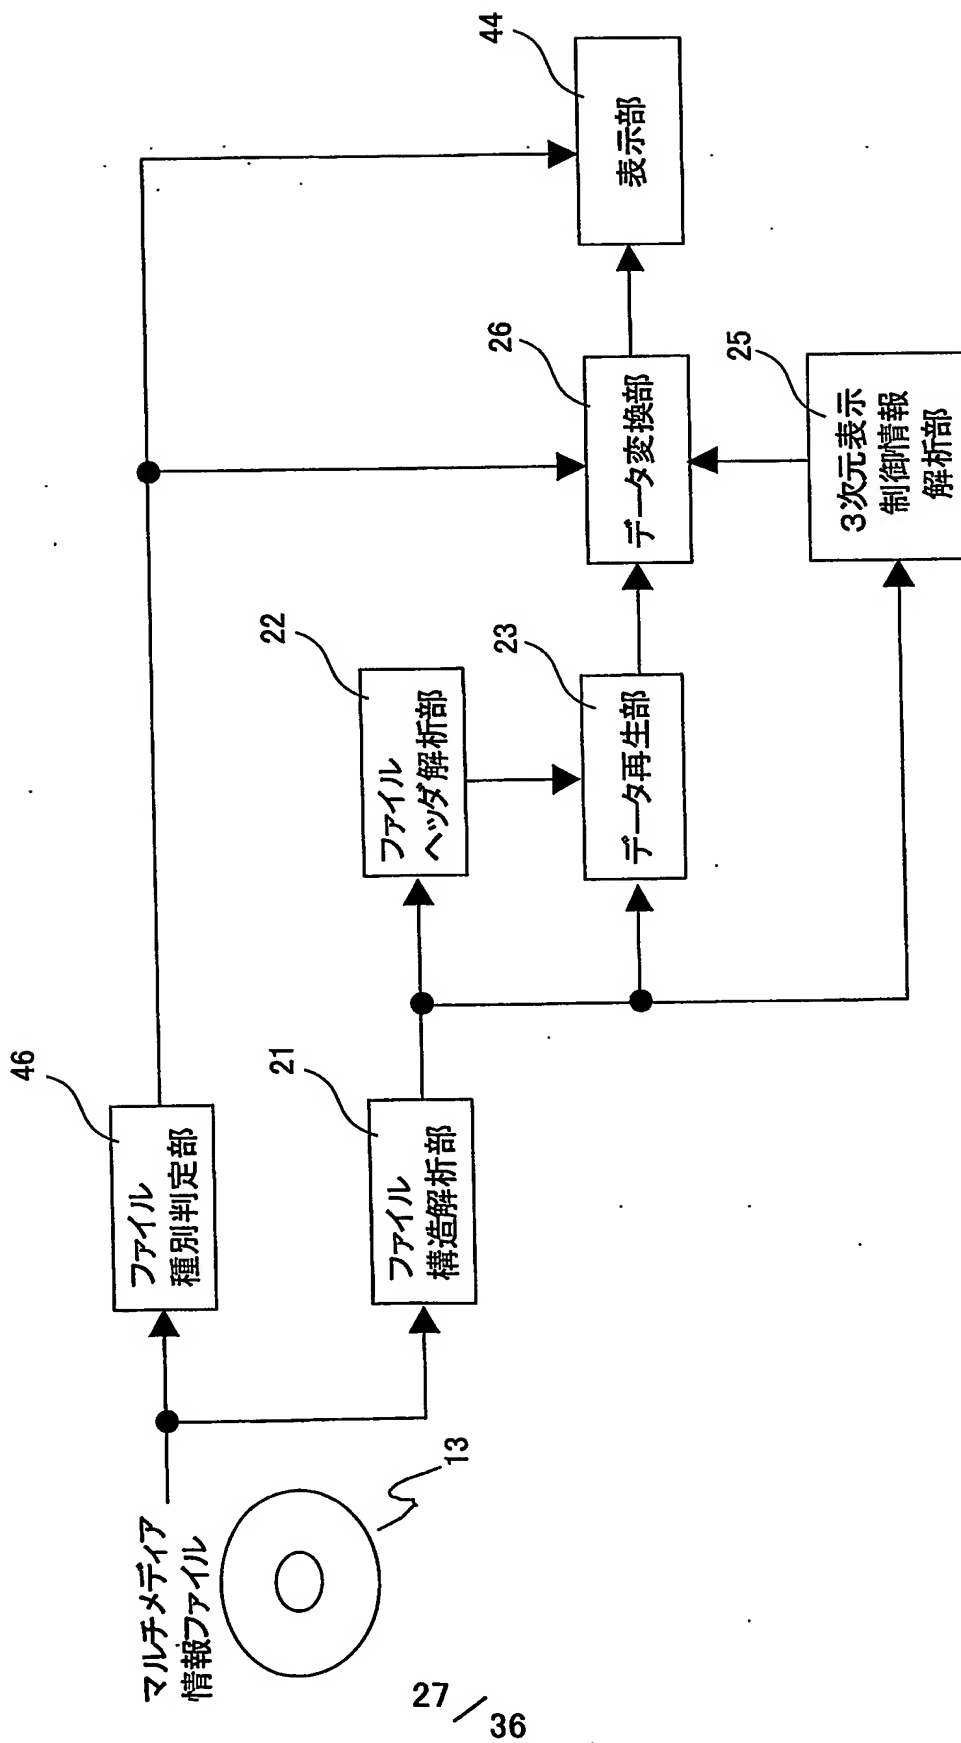 マルチメディア
情報ファイル
13
46
ファイル
種別判定部
21
ファイル
構造解析部
22
ファイル
ヘッダ解析部
23
データ再生部
26
データ変換部
25
3次元表示
制御情報
解析部
44
表示部
27/36